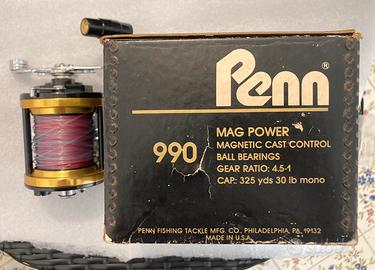 Penn®
990
MAG POWER
MAGNETIC CAST CONTROL
BALL BEARINGS
GEAR RATIO: 4.5-1
CAP: 325 yds 30 lb mono
PENN FISHING TACKLE MFG. CO., PHILADELPHIA, PA. 19132
MADE IN U.S.A.